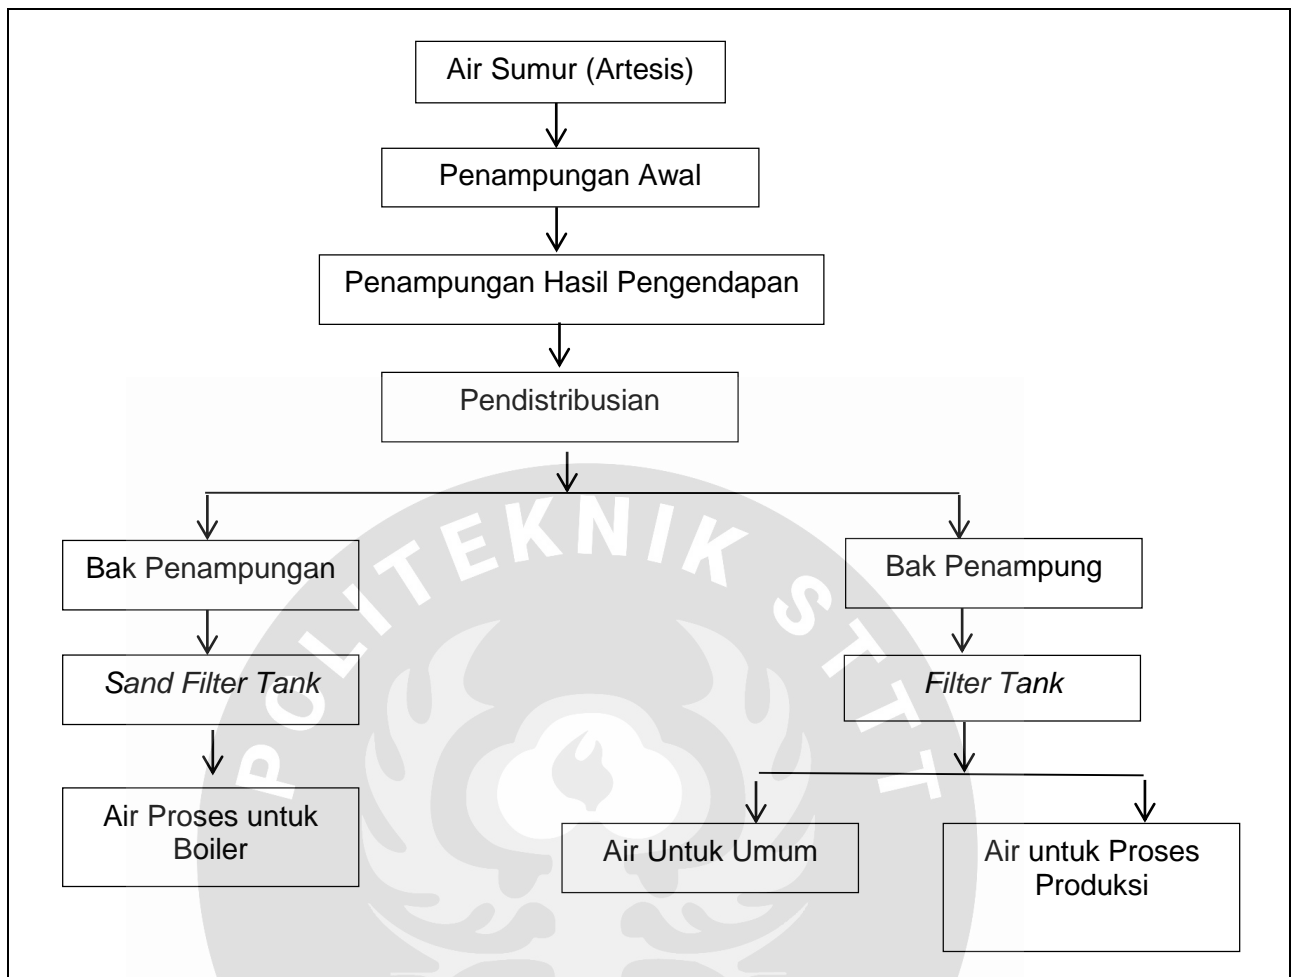 Air Sumur (Artesis)
Penampungan Awal
Penampungan Hasil Pengendapan
Pendistribusian
POLITEKNIK STTT
Bak Penampungan
Bak Penampung
Sand Filter Tank
Filter Tank
Air Proses untuk
Boiler
Air Untuk Umum
Air untuk Proses
Produksi